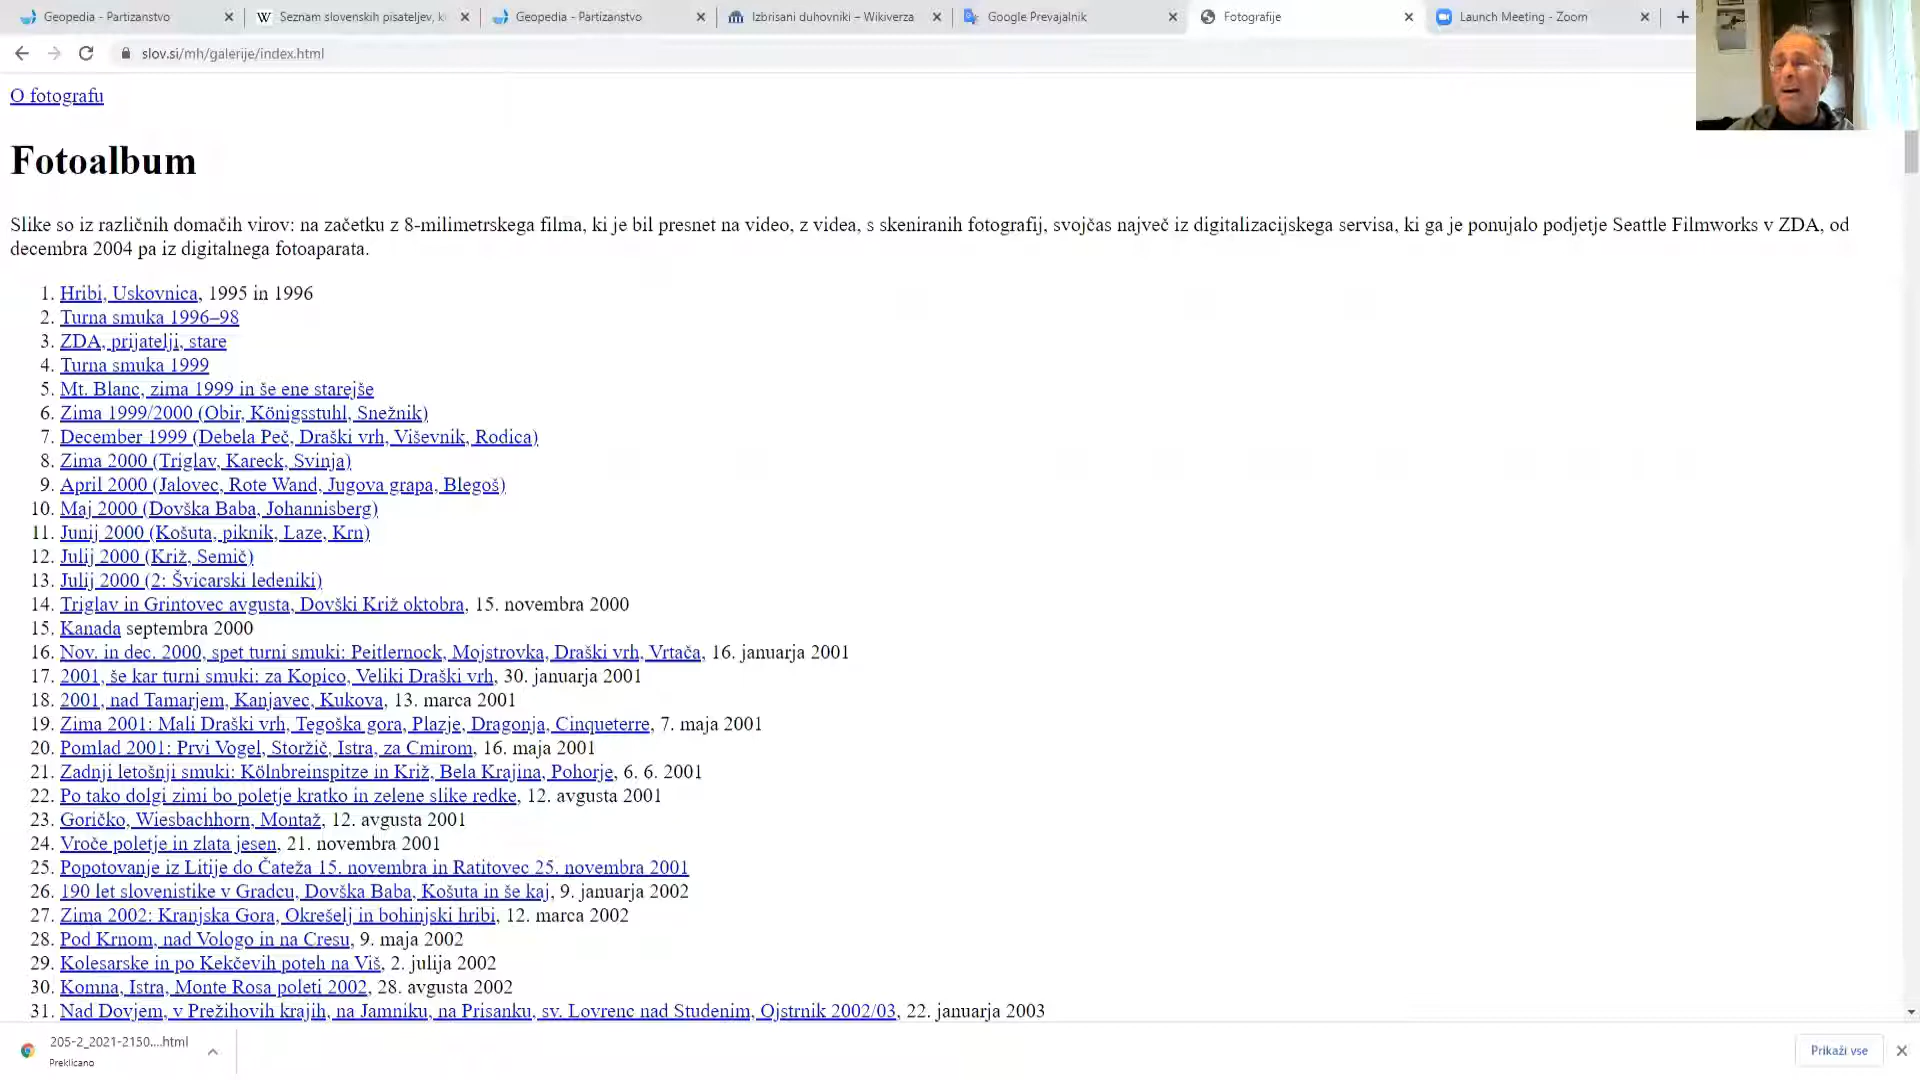 Geopedia - Partizanstvo
Seznam slovenskih pisateljev, k
Geopedia - Partizanstvo
Izbrisani duhovniki – Wikiverza
Google Prevajalnik
Fotografije
Launch Meeting - Zoom
slov.si/mh/galerije/index.html
O fotografu
Fotoalbum
Slike so iz različnih domačih virov: na začetku z 8-milimetrskega filma, ki je bil presnet na video, z videa, s skeniranih fotografij, svojčas največ iz digitalizacijskega servisa, ki ga je ponujalo podjetje Seattle Filmworks v ZDA, od
decembra 2004 pa iz digitalnega fotoaparata.
1. Hribi, Uskovnica, 1995 in 1996
2. Turna smuka 1996–98
3. ZDA, prijatelji, stare
4. Turna smuka 1999
5. Mt. Blanc, zima 1999 in še ene starejše
6. Zima 1999/2000 (Obir, Königsstuhl, Snežnik)
7. December 1999 (Debela Peč, Draški vrh, Viševnik, Rodica)
8. Zima 2000 (Triglav, Kareck, Svinja)
9. April 2000 (Jalovec, Rote Wand, Jugova grapa, Blegoš)
10. Maj 2000 (Dovška Baba, Johannisberg)
11. Junij 2000 (Košuta, piknik, Laze, Krn)
12. Julij 2000 (Križ, Semič)
13. Julij 2000 (2: Švicarski ledeniki)
14. Triglav in Grintovec avgusta, Dovški Križ oktobra, 15. novembra 2000
15. Kanada septembra 2000
16. Nov. in dec. 2000, spet turni smuki: Peitlernock, Mojstrovka, Draški vrh, Vrtača, 16. januarja 2001
17. 2001, še kar turni smuki: za Kopico, Veliki Draški vrh, 30. januarja 2001
18. 2001, nad Tamarjem, Kanjavec, Kukova, 13. marca 2001
19. Zima 2001: Mali Draški vrh, Tegoška gora, Plazje, Dragonja, Cinqueterre, 7. maja 2001
20. Pomlad 2001: Prvi Vogel, Storžič, Istra, za Cmirom, 16. maja 2001
21. Zadnji letošnji smuki: Kölnbreinspitze in Križ, Bela Krajina, Pohorje, 6. 6. 2001
22. Po tako dolgi zimi bo poletje kratko in zelene slike redke, 12. avgusta 2001
23. Goričko, Wiesbachhorn, Montaž, 12. avgusta 2001
24. Vroče poletje in zlata jesen, 21. novembra 2001
25. Popotovanje iz Litije do Čateža 15. novembra in Ratitovec 25. novembra 2001
26. 190 let slovenistike v Gradcu, Dovška Baba, Košuta in še kaj, 9. januarja 2002
27. Zima 2002: Kranjska Gora, Okrešelj in bohinjski hribi, 12. marca 2002
28. Pod Krnom, nad Vologo in na Cresu, 9. maja 2002
29. Kolesarske in po Kekčevih poteh na Viš, 2. julija 2002
30. Komna, Istra, Monte Rosa poleti 2002, 28. avgusta 2002
31. Nad Dovjem, v Prežihovih krajih, na Jamniku, na Prisanku, sv. Lovrenc nad Studenim, Ojstrnik 2002/03, 22. januarja 2003
205-2_2021-2150....html
Preklicano
Prikaži vse